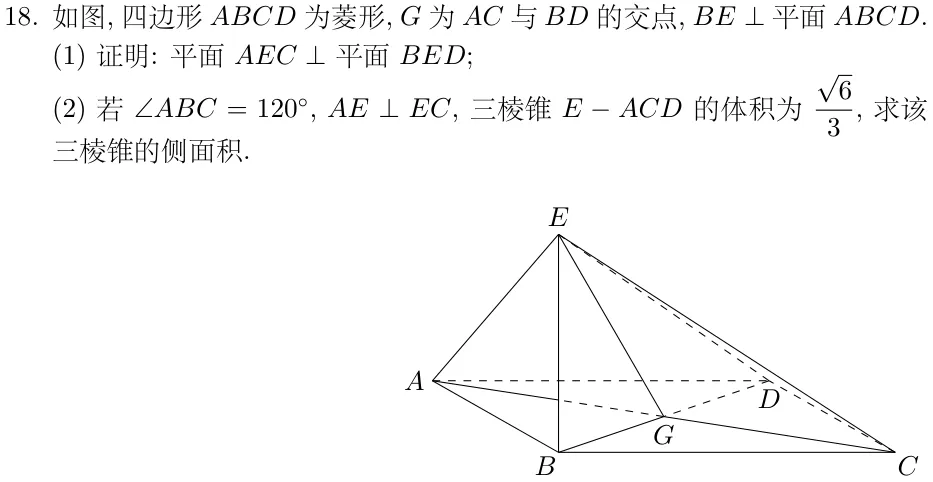 18. 如图, 四边形 ABCD 为菱形, G 为 AC 与 BD 的交点, BE ⊥ 平面 ABCD.
(1) 证明: 平面 AEC ⊥ 平面 BED;
(2) 若 ∠ABC = 120°, AE ⊥ EC, 三棱锥 E − ACD 的体积为 √6/3, 求该
三棱锥的侧面积.
E
A
D
G
B
C